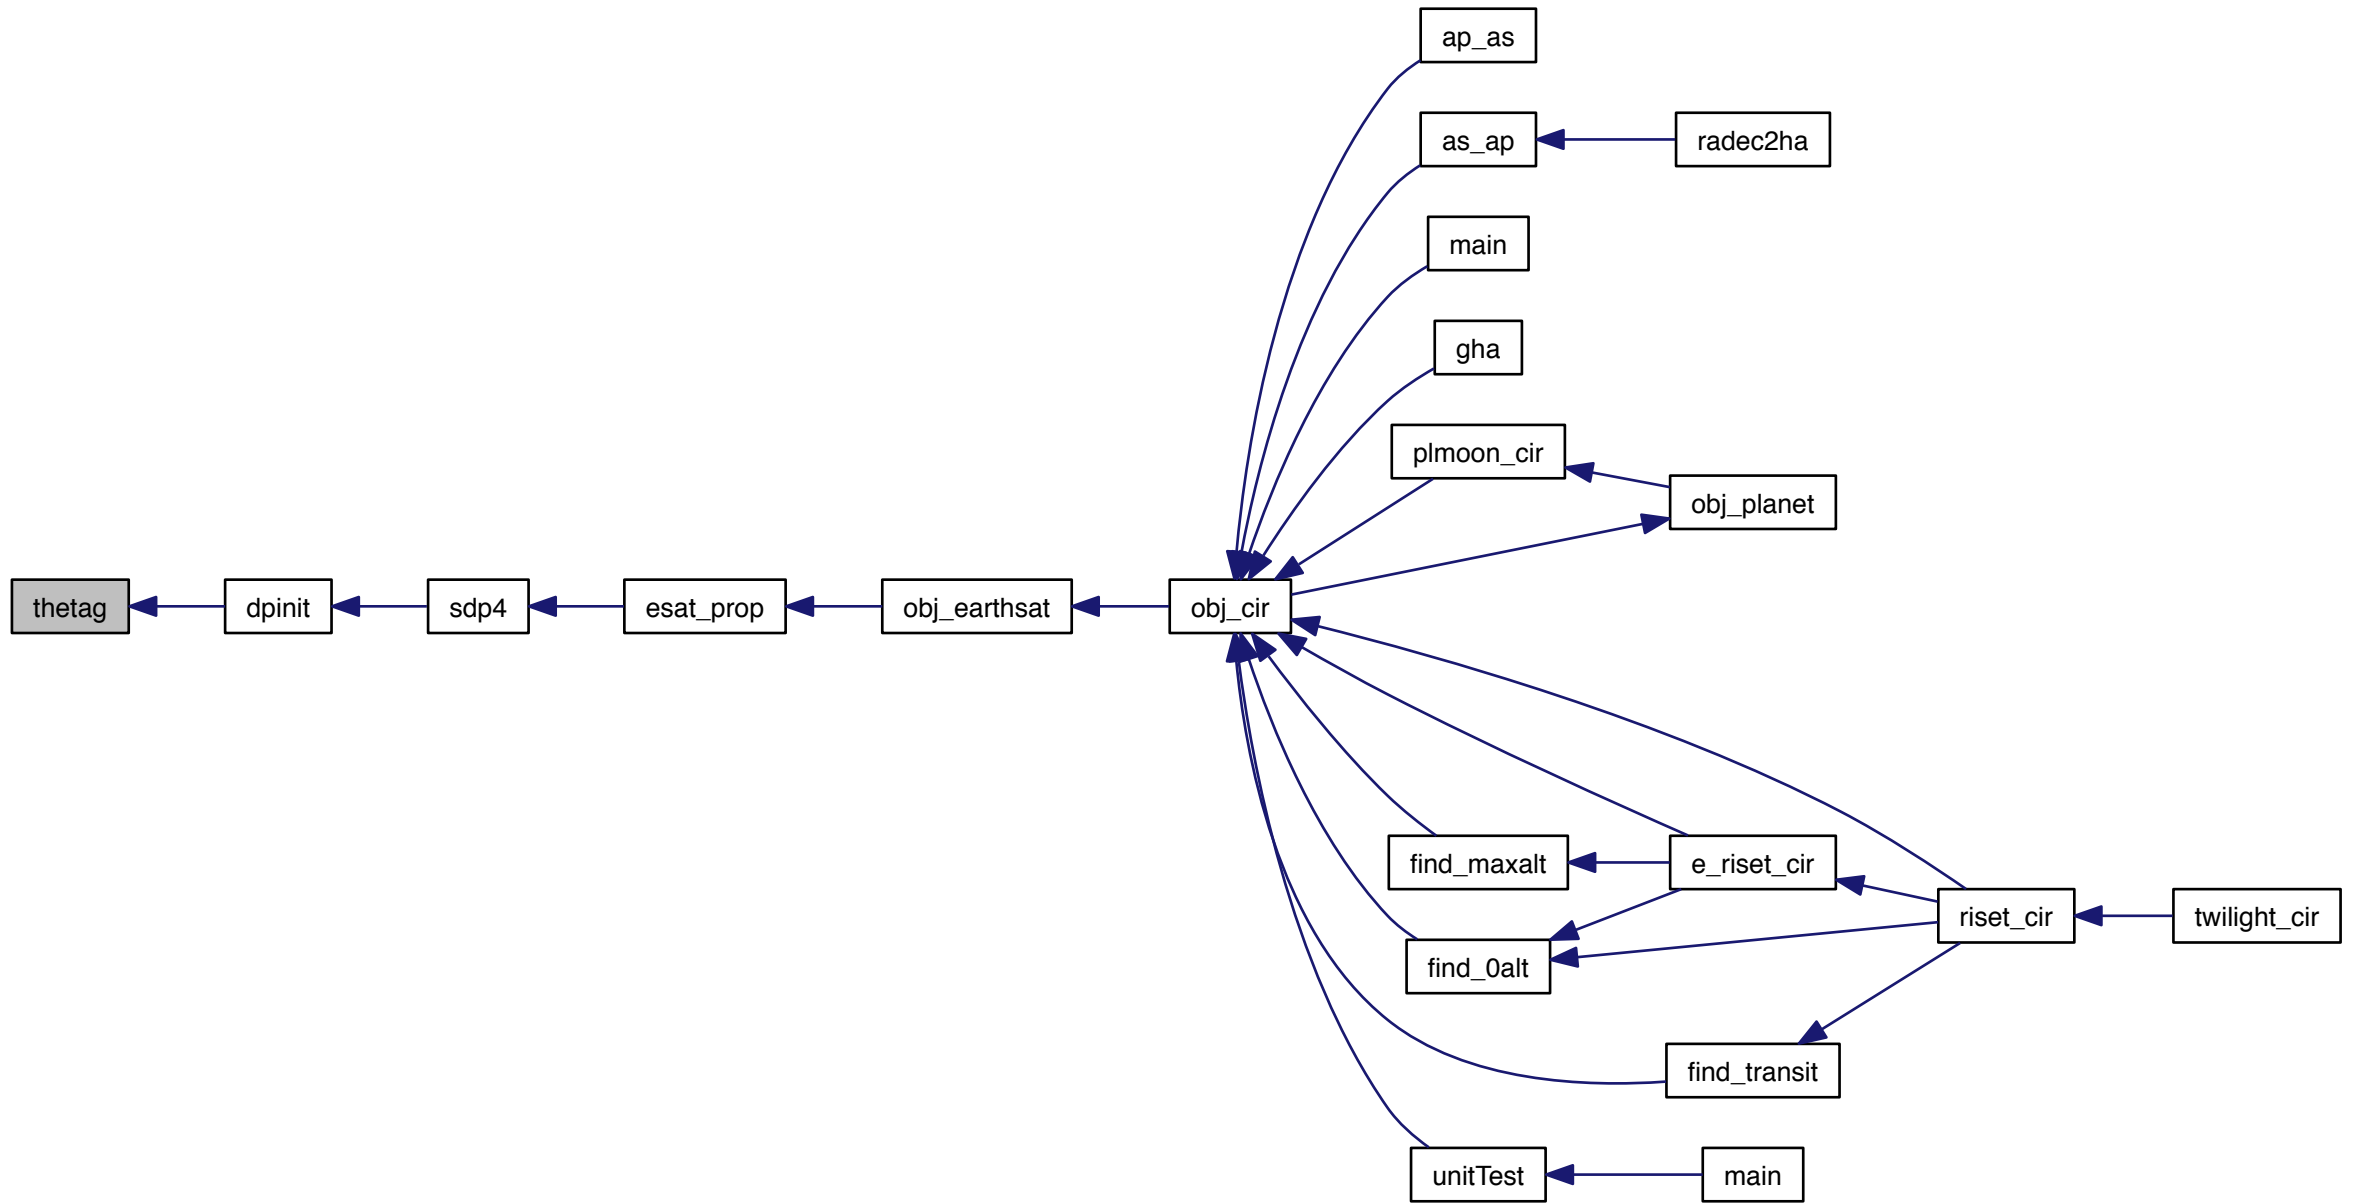 ap_as
as_ap
radec2ha
main
gha
plmoon_cir
obj_planet
thetag
dpinit
sdp4
esat_prop
obj_earthsat
obj_cir
find_maxalt
e_riset_cir
riset_cir
twilight_cir
find_0alt
find_transit
unitTest
main